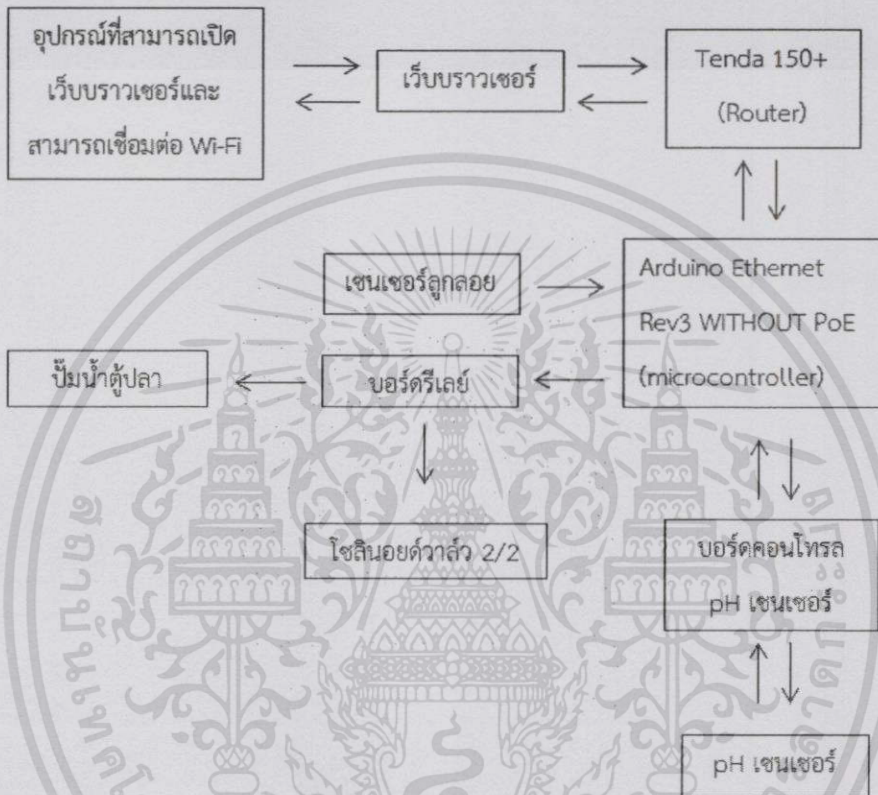 อุปกรณ์ที่สามารถเปิด
เว็บบราวเซอร์และ
สามารถเชื่อมต่อ Wi-Fi
เว็บบราวเซอร์
Tenda 150+
(Router)
เซนเซอร์ลูกลอย
Arduino Ethernet
Rev3 WITHOUT PoE
(microcontroller)
ปั๊มน้ำตู้ปลา
บอร์ดรีเลย์
โซลินอยด์วาล์ว 2/2
บอร์ดคอนโทรล
pH เซนเซอร์
pH เซนเซอร์